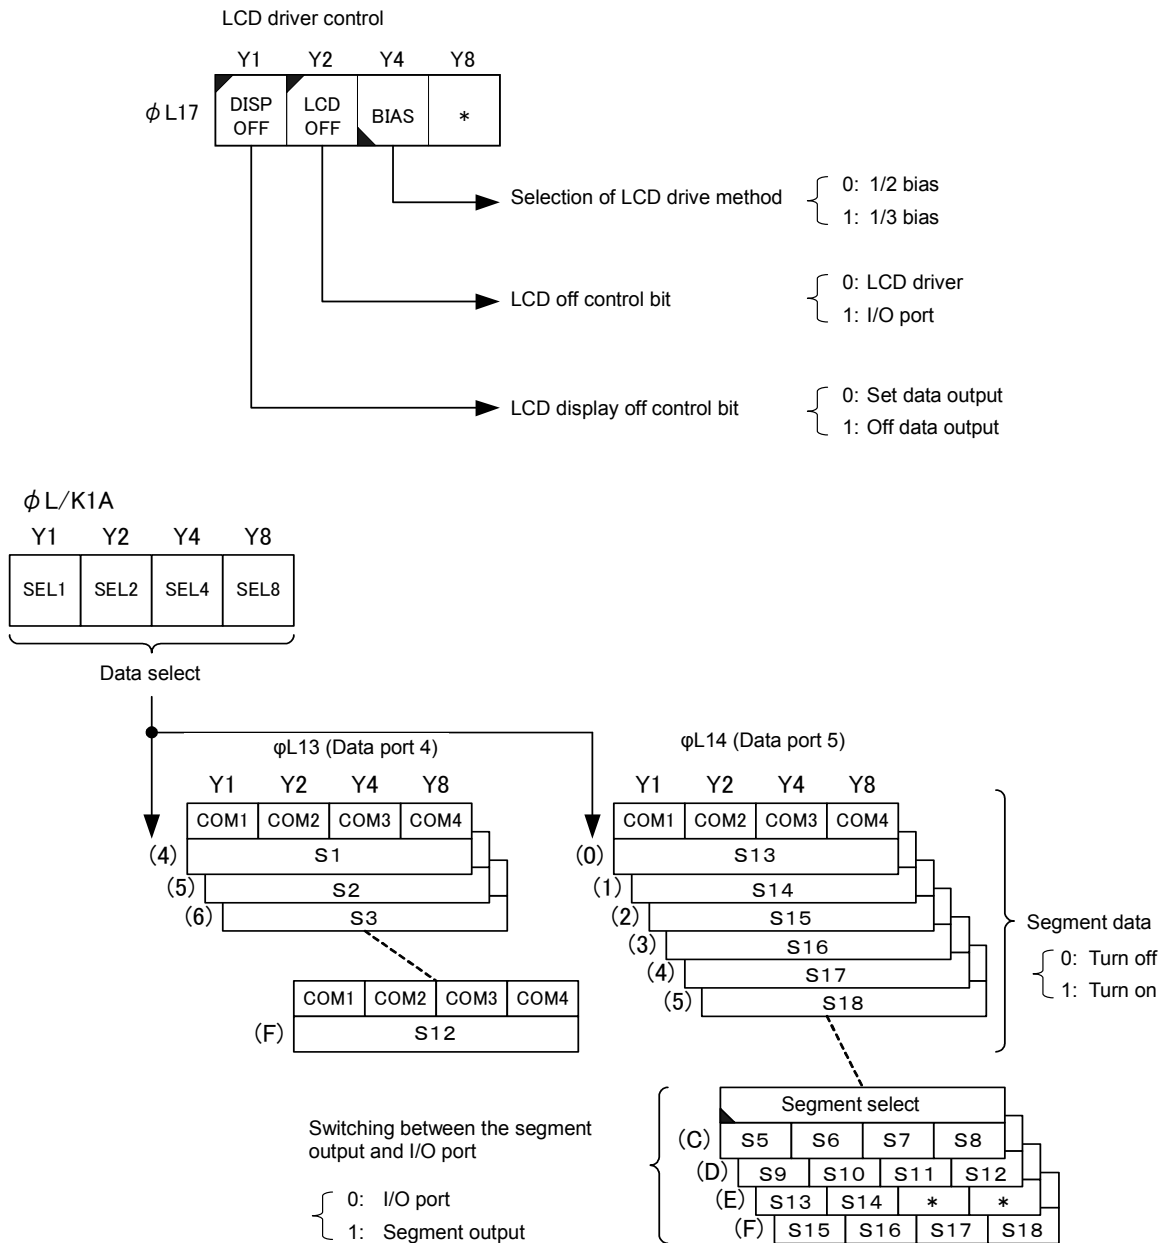 LCD driver control
Y1 Y2 Y4 Y8
φL17 DISP OFF LCD OFF BIAS *
Selection of LCD drive method
0: 1/2 bias
1: 1/3 bias
LCD off control bit
0: LCD driver
1: I/O port
LCD display off control bit
0: Set data output
1: Off data output
φL/K1A
Y1 Y2 Y4 Y8
SEL1 SEL2 SEL4 SEL8
Data select
φL13 (Data port 4)
Y1 Y2 Y4 Y8
COM1 COM2 COM3 COM4
(4) S1
(5) S2
(6) S3
COM1 COM2 COM3 COM4
(F) S12
φL14 (Data port 5)
Y1 Y2 Y4 Y8
COM1 COM2 COM3 COM4
(0) S13
(1) S14
(2) S15
(3) S16
(4) S17
(5) S18
Segment data
0: Turn off
1: Turn on
Switching between the segment
output and I/O port
0: I/O port
1: Segment output
Segment select
(C) S5 S6 S7 S8
(D) S9 S10 S11 S12
(E) S13 S14 * *
(F) S15 S16 S17 S18